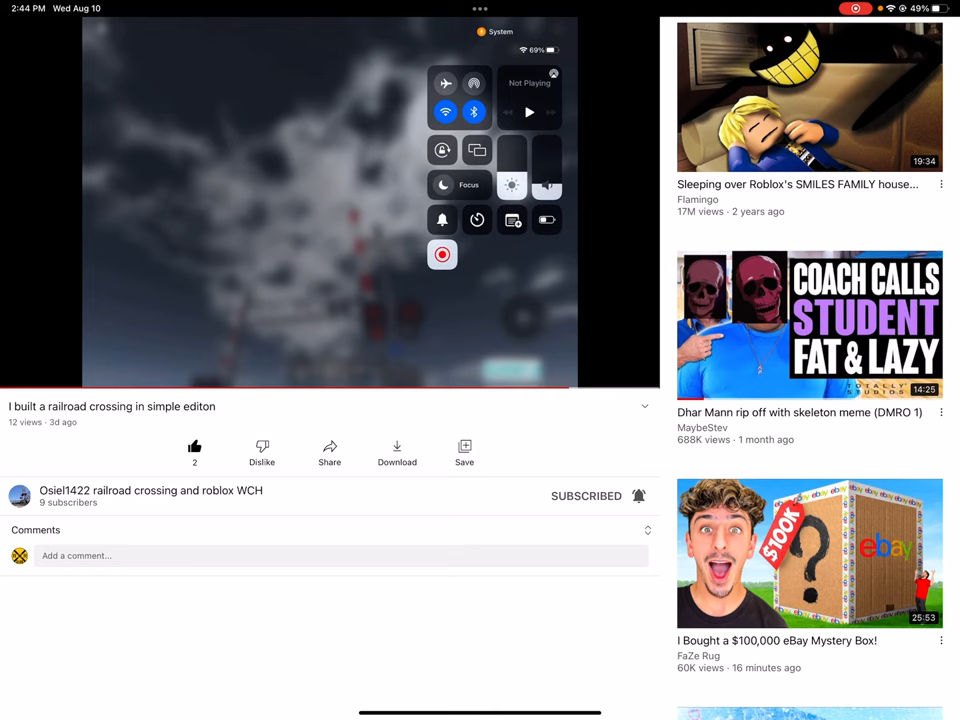 2:44 PM Wed Aug 10
49%
System
69%
Not Playing
Focus
I built a railroad crossing in simple editon
12 views · 3d ago
2
Dislike
Share
Download
Save
Osiel1422 railroad crossing and roblox WCH
9 subscribers
SUBSCRIBED
Comments
Add a comment...
19:34
Sleeping over Roblox's SMILES FAMILY house...
Flamingo
17M views · 2 years ago
COACH CALLS
STUDENT
FAT & LAZY
TOTALLY
STUDIOS
14:25
Dhar Mann rip off with skeleton meme (DMRO 1)
MaybeStev
688K views · 1 month ago
$100K
?
ebay
25:53
I Bought a $100,000 eBay Mystery Box!
FaZe Rug
60K views · 16 minutes ago